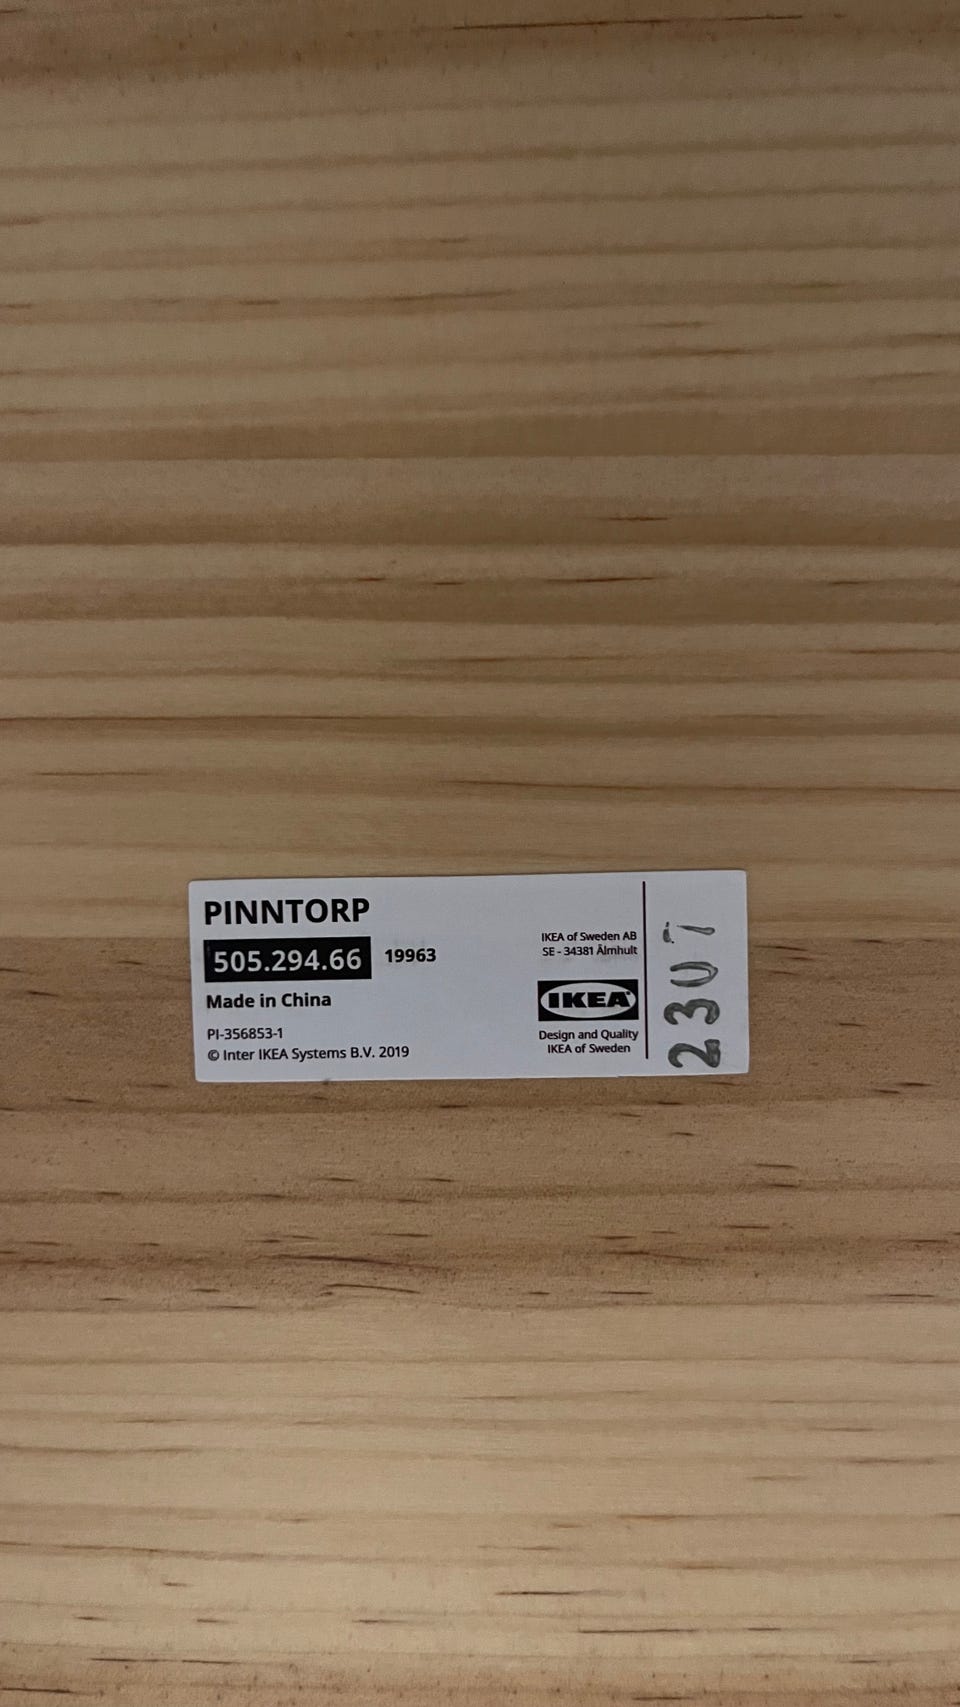 PINNTORP
505.294.66 19963
Made in China
PI-356853-1
© Inter IKEA Systems B.V. 2019
IKEA of Sweden AB
SE - 34381 Älmhult
IKEA
Design and Quality
IKEA of Sweden